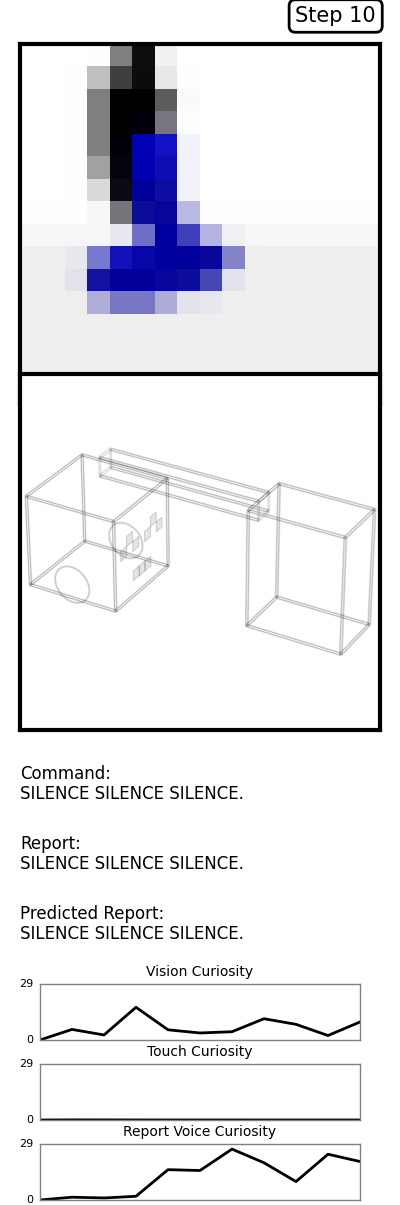 Step 10
Command:
SILENCE SILENCE SILENCE.
Report:
SILENCE SILENCE SILENCE.
Predicted Report:
SILENCE SILENCE SILENCE.
Vision Curiosity
29
0
Touch Curiosity
29
0
Report Voice Curiosity
29
0